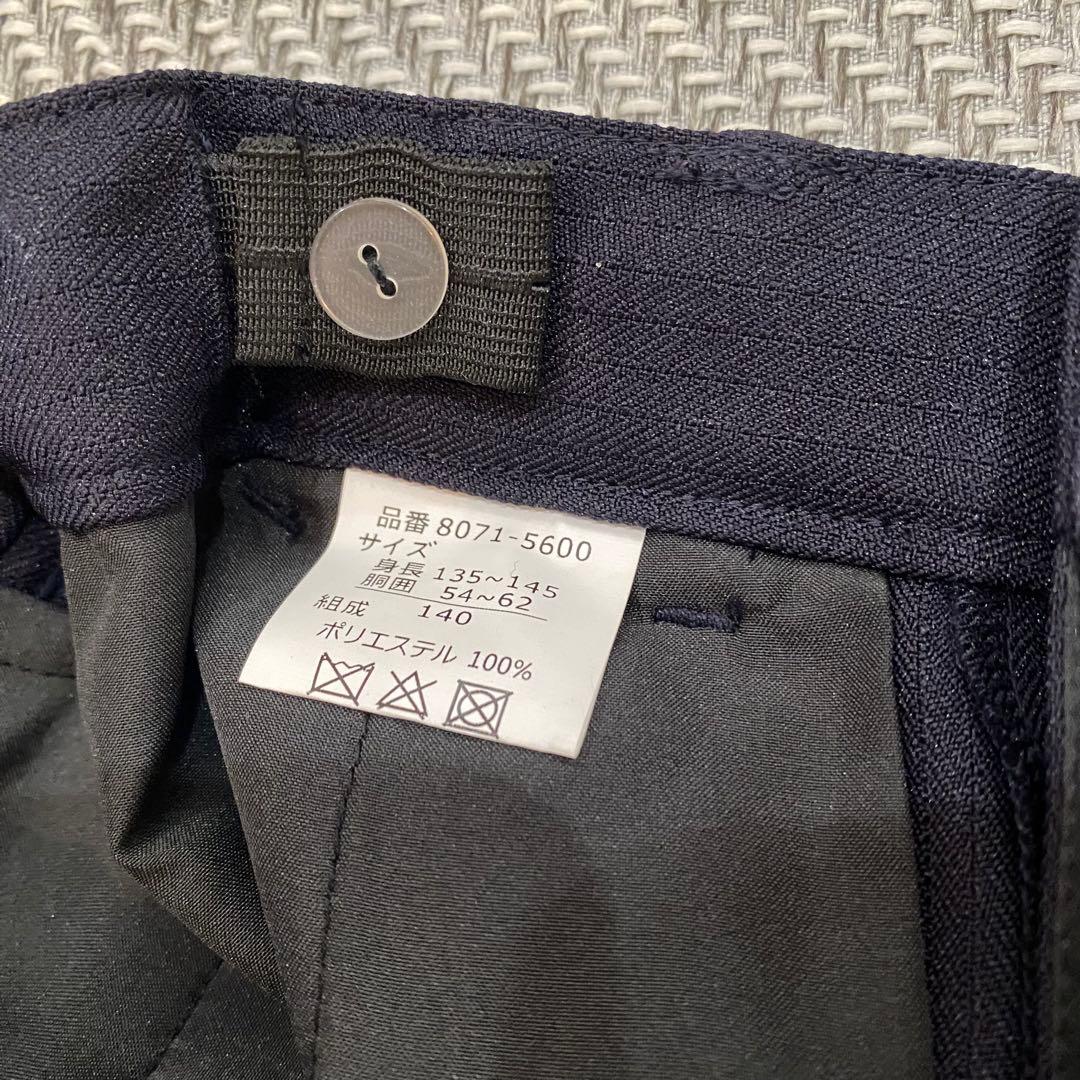 品番 8071-5600
サイズ
身長 135~145
胴囲 54~62
140
組成
ポリエステル 100%